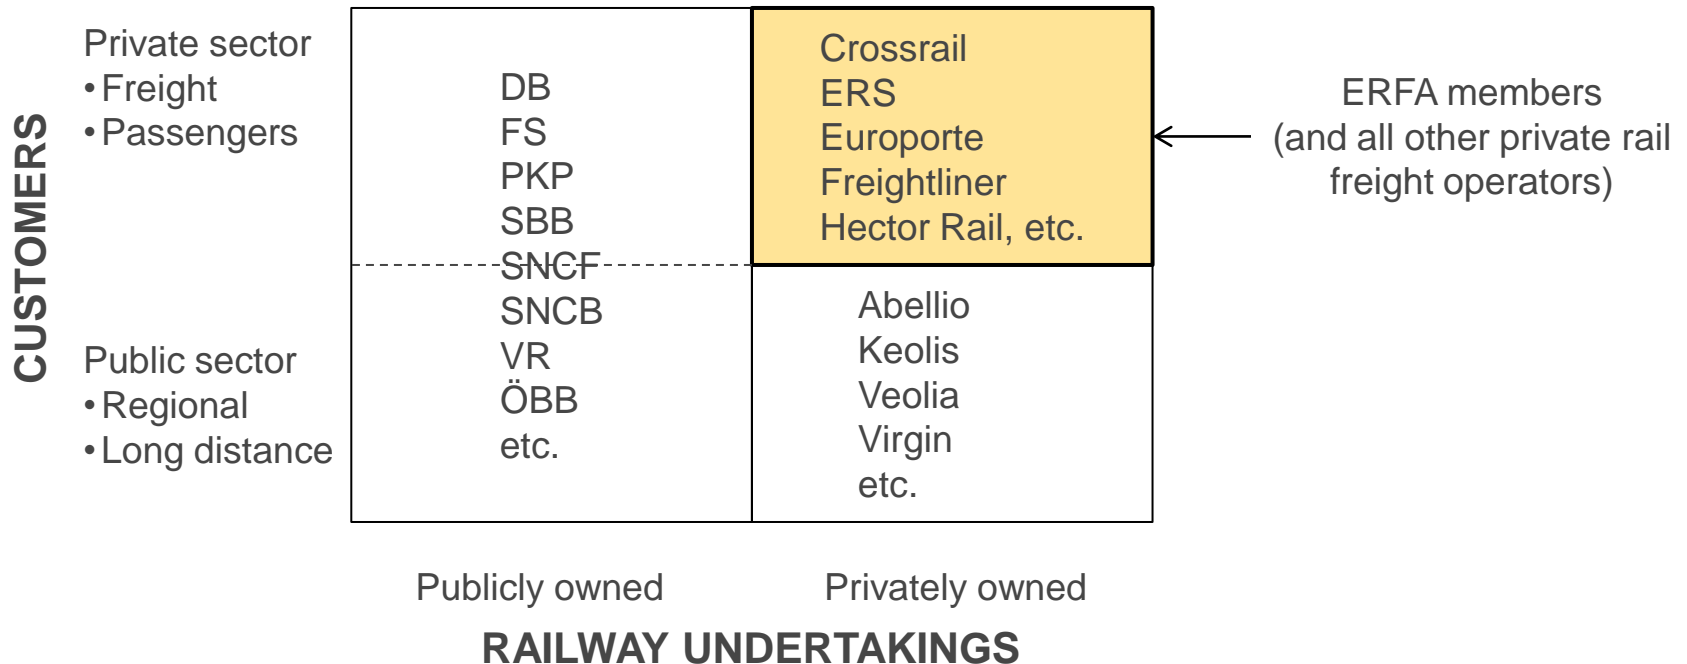 CUSTOMERS
Private sector
• Freight
• Passengers
Public sector
• Regional
• Long distance
DB
FS
PKP
SBB
SNCF
SNCB
VR
ÖBB
etc.
Crossrail
ERS
Europorte
Freightliner
Hector Rail, etc.
Abellio
Keolis
Veolia
Virgin
etc.
ERFA members
(and all other private rail
freight operators)
Publicly owned
Privately owned
RAILWAY UNDERTAKINGS